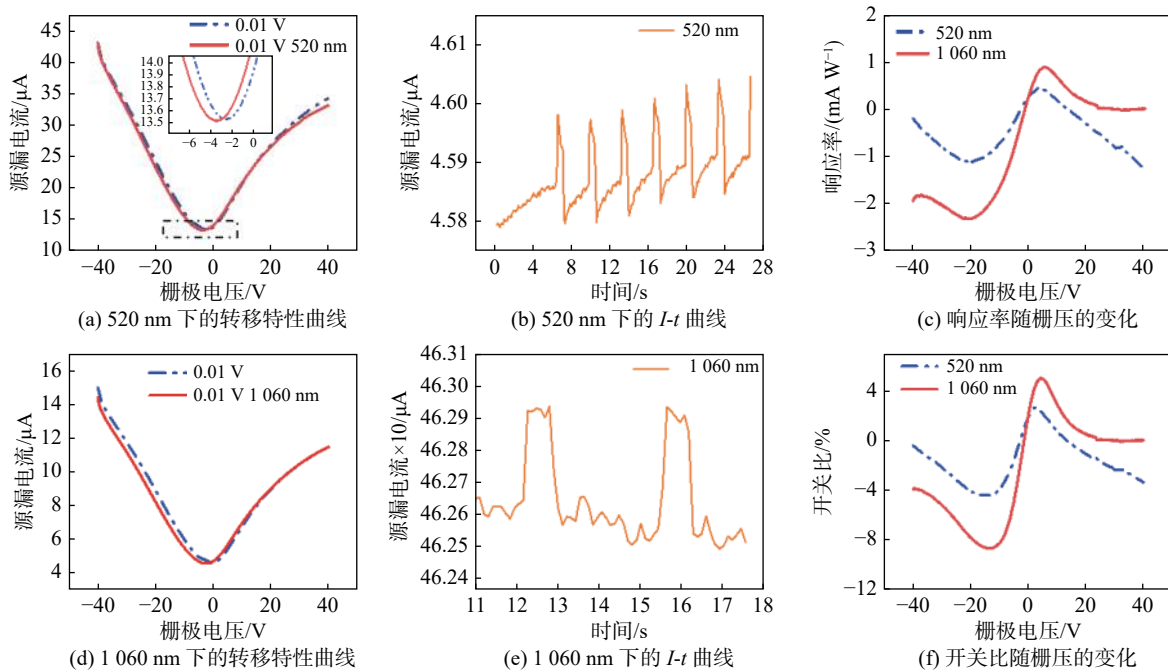 45
40
35
30
25
20
15
10
源漏电流/μA
0.01 V
0.01 V 520 nm
14.0
13.9
13.8
13.7
13.6
13.5
−6 −4 −2 0
−40 −20 0 20 40
栅极电压/V
(a) 520 nm 下的转移特性曲线
4.61
4.60
4.59
4.58
源漏电流/μA
520 nm
0 4 8 12 16 20 24 28
时间/s
(b) 520 nm 下的 I-t 曲线
2
1
0
−1
−2
−3
响应率/(mA W⁻¹)
520 nm
1 060 nm
−40 −20 0 20 40
栅极电压/V
(c) 响应率随栅压的变化
16
14
12
10
8
6
4
源漏电流/μA
0.01 V
0.01 V 1 060 nm
−40 −20 0 20 40
栅极电压/V
(d) 1 060 nm 下的转移特性曲线
46.31
46.30
46.29
46.28
46.27
46.26
46.25
46.24
源漏电流×10/μA
1 060 nm
11 12 13 14 15 16 17 18
时间/s
(e) 1 060 nm 下的 I-t 曲线
4
0
−4
−8
−12
开关比/%
520 nm
1 060 nm
−40 −20 0 20 40
栅极电压/V
(f) 开关比随栅压的变化